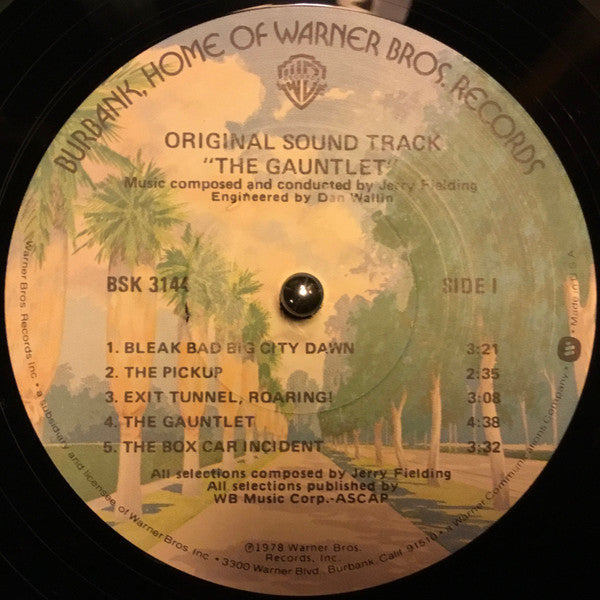 BURBANK, HOME OF WARNER BROS. RECORDS
ORIGINAL SOUND TRACK
"THE GAUNTLET"
Music composed and conducted by Jerry Fielding
Engineered by Dan Wallin
BSK 3144
SIDE I
1. BLEAK BAD BIG CITY DAWN 3:21
2. THE PICKUP 2:35
3. EXIT TUNNEL, ROARING! 3:08
4. THE GAUNTLET 4:38
5. THE BOX CAR INCIDENT 3:32
All selections composed by Jerry Fielding
All selections published by
WB Music Corp.-ASCAP
℗1978 Warner Bros.
Records, Inc.
Warner Bros. Records Inc. • a subsidiary and licensee of Warner Bros. Inc. • 3300 Warner Blvd., Burbank, Calif. 91510 • a Warner Communications Company • Made in U.S.A.